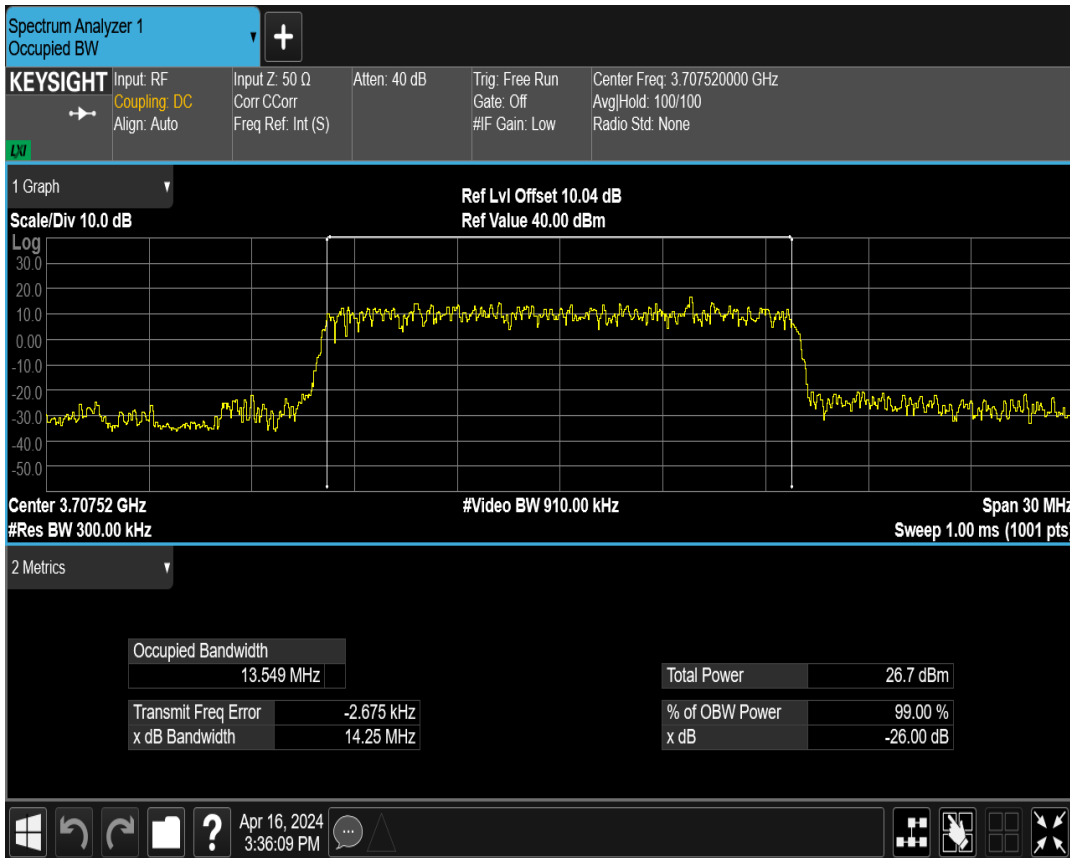 Spectrum Analyzer 1
Occupied BW
+
KEYSIGHT
LXI
Input: RF
Coupling: DC
Align: Auto
Input Z: 50 Ω
Corr CCorr
Freq Ref: Int (S)
Atten: 40 dB
Trig: Free Run
Gate: Off
#IF Gain: Low
Center Freq: 3.707520000 GHz
Avg|Hold: 100/100
Radio Std: None
1 Graph
Scale/Div 10.0 dB
Ref Lvl Offset 10.04 dB
Ref Value 40.00 dBm
Log
30.0
20.0
10.0
0.00
-10.0
-20.0
-30.0
-40.0
-50.0
Center 3.70752 GHz
#Video BW 910.00 kHz
Span 30 MHz
#Res BW 300.00 kHz
Sweep 1.00 ms (1001 pts)
2 Metrics
Occupied Bandwidth
13.549 MHz
Total Power 26.7 dBm
Transmit Freq Error -2.675 kHz
% of OBW Power 99.00 %
x dB Bandwidth 14.25 MHz
x dB -26.00 dB
?
Apr 16, 2024
3:36:09 PM